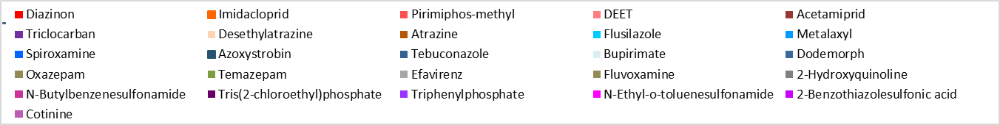 Diazinon Imidacloprid Pirimiphos-methyl DEET Acetamiprid
Triclocarban Desethylatrazine Atrazine Flusilazole Metalaxyl
Spiroxamine Azoxystrobin Tebuconazole Bupirimate Dodemorph
Oxazepam Temazepam Efavirenz Fluvoxamine 2-Hydroxyquinoline
N-Butylbenzenesulfonamide Tris(2-chloroethyl)phosphate Triphenylphosphate N-Ethyl-o-toluenesulfonamide 2-Benzothiazolesulfonic acid
Cotinine